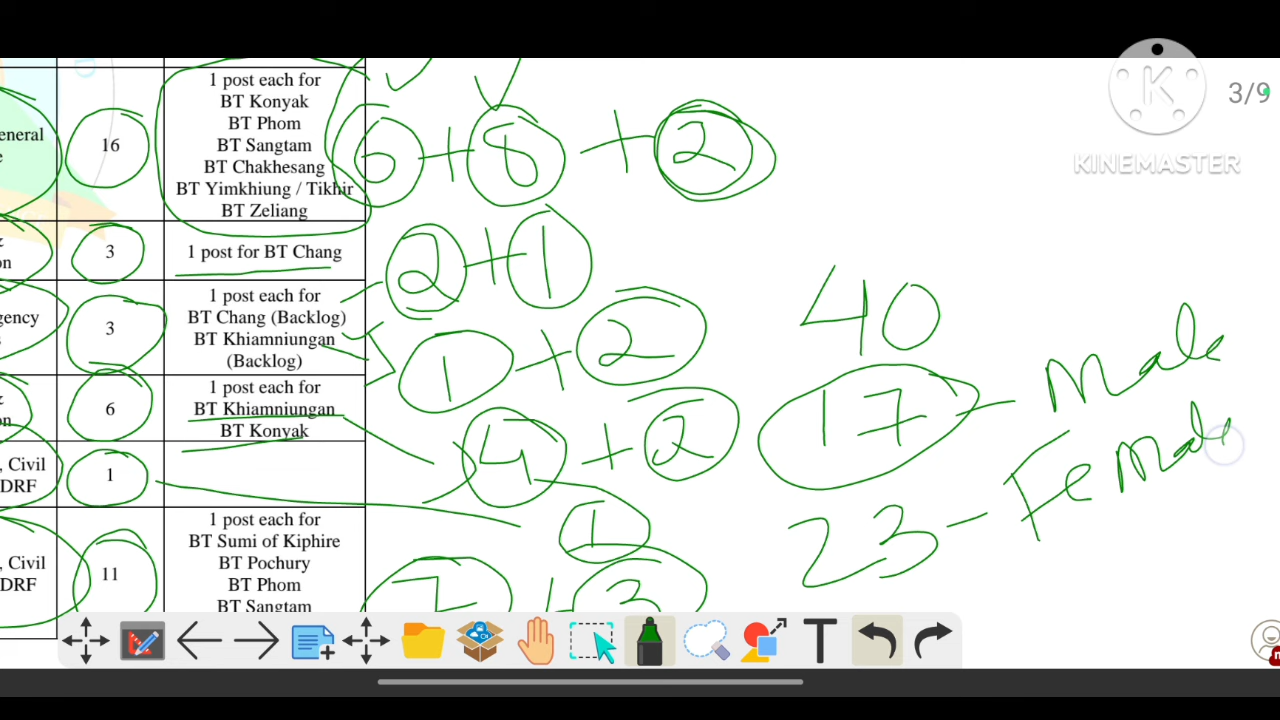 3/9
KINEMASTER
eneral
e
16
1 post each for
BT Konyak
BT Phom
BT Sangtam
BT Chakhesang
BT Yimkhiung / Tikhir
BT Zeliang
6 + 8 + 2
&
on
3
1 post for BT Chang
2 + 1
gency
s
3
1 post each for
BT Chang (Backlog)
BT Khiamniungan
(Backlog)
1 + 2
40
17 - Male
23 - Female
&
on
6
1 post each for
BT Khiamniungan
BT Konyak
4 + 2
, Civil
DRF
1
1
, Civil
DRF
11
1 post each for
BT Sumi of Kiphire
BT Pochury
BT Phom
BT Sangtam
7 + 3
T